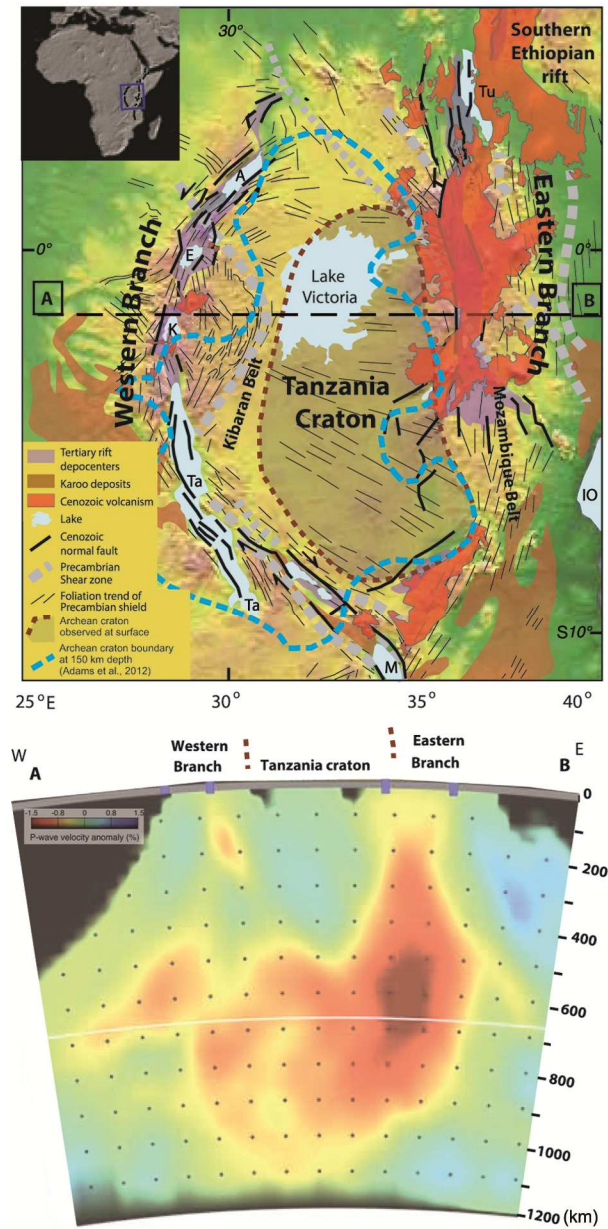 30°
Southern
Ethiopian
rift
Tu
A
0°
0°
E
Lake
Victoria
Western Branch
Eastern Branch
A
B
K
Kibaran Belt
Tanzania
Craton
Mozambique Belt
Tertiary rift
depocenters
Karoo deposits
Cenozoic volcanism
Lake
Cenozoic
normal fault
Precambrian
Shear zone
Foliation trend of
Precambian shield
Archean craton
observed at surface
Archean craton boundary
at 150 km depth
(Adams et al., 2012)
Ta
Ta
IO
M
S10°
25°E
30°
35°
40°
W
A
Western
Branch
Tanzania craton
Eastern
Branch
E
B
-1.5
-0.8
0
0.8
1.5
P-wave velocity anomaly (%)
0
200
400
600
800
1000
1200 (km)